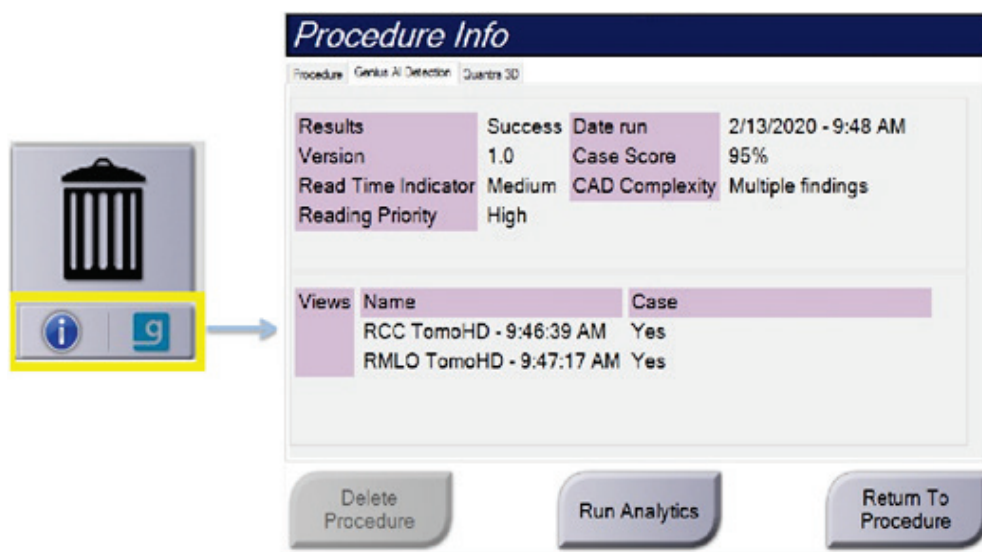 Procedure Info
Procedure Genius AI Detection Quantra 3D
Results Success Date run 2/13/2020 - 9:48 AM
Version 1.0 Case Score 95%
Read Time Indicator Medium CAD Complexity Multiple findings
Reading Priority High
i g
Views Name Case
RCC TomoHD - 9:46:39 AM Yes
RMLO TomoHD - 9:47:17 AM Yes
Delete
Procedure
Run Analytics
Return To
Procedure